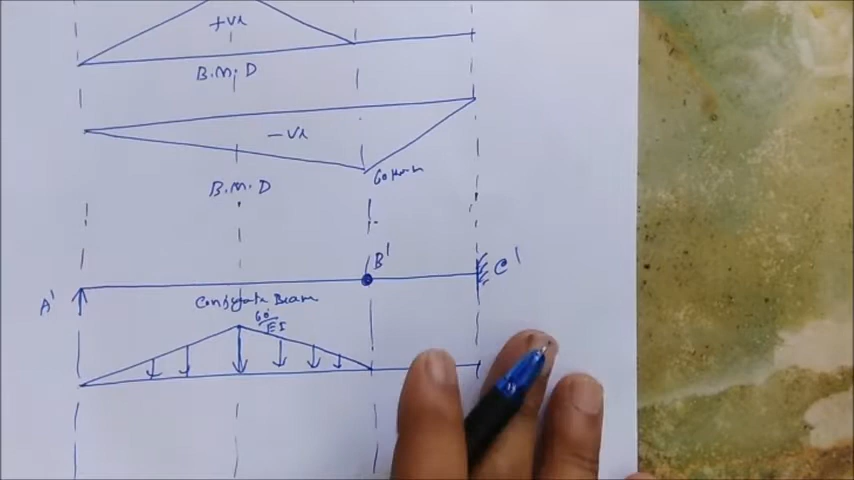 +ve
B.M.D
-ve
60 kN-m
B.M.D
B'
C'
A'
Conjugate Beam
60
EI